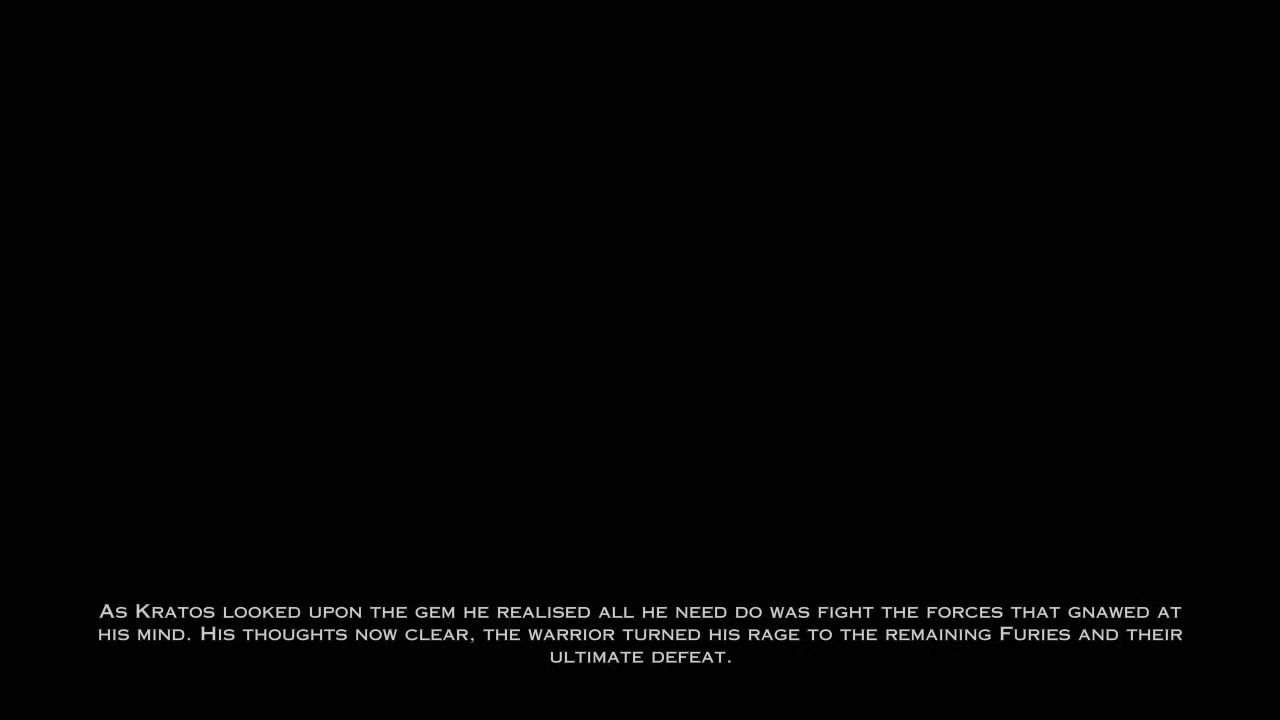 As Kratos looked upon the gem he realised all he need do was fight the forces that gnawed at
his mind. His thoughts now clear, the warrior turned his rage to the remaining Furies and their
ultimate defeat.